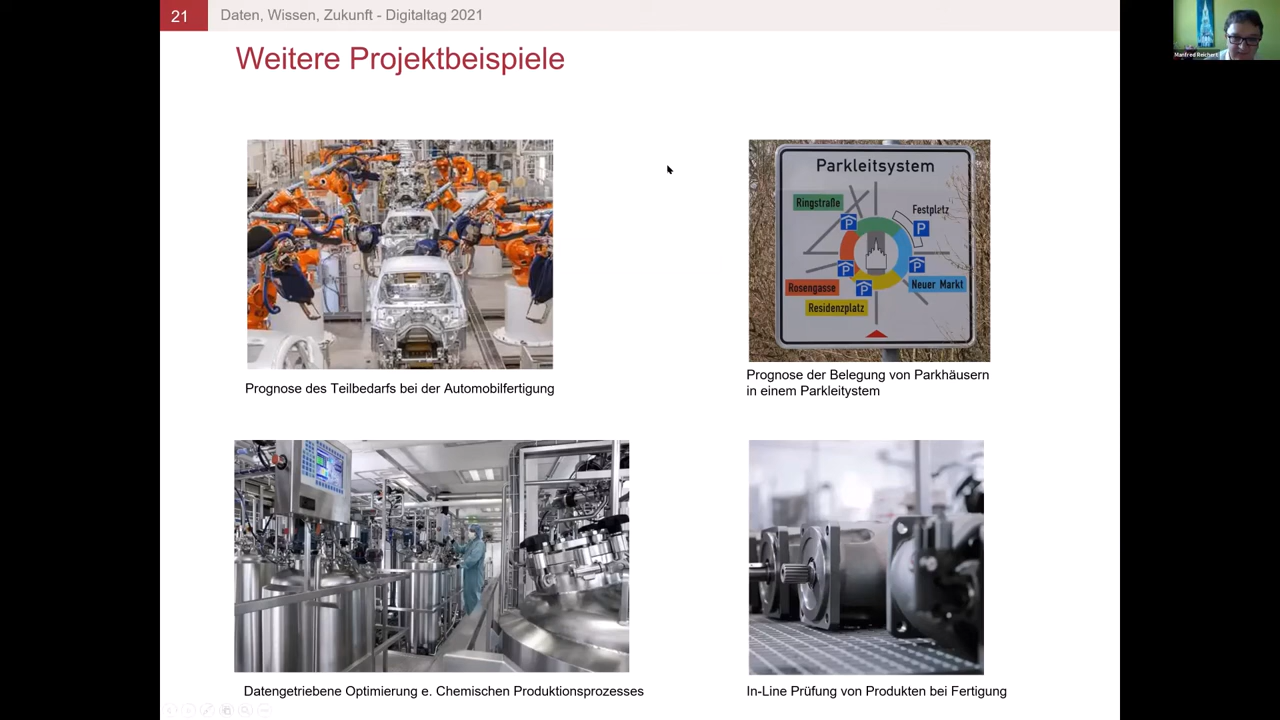 21
Daten, Wissen, Zukunft - Digitaltag 2021
Manfred Reichert
Weitere Projektbeispiele
Parkleitsystem
Ringstraße
Festplatz
P
P
P
P
P
Rosengasse
Neuer Markt
Residenzplatz
Prognose des Teilbedarfs bei der Automobilfertigung
Prognose der Belegung von Parkhäusern
in einem Parkleitystem
Datengetriebene Optimierung e. Chemischen Produktionsprozesses
In-Line Prüfung von Produkten bei Fertigung